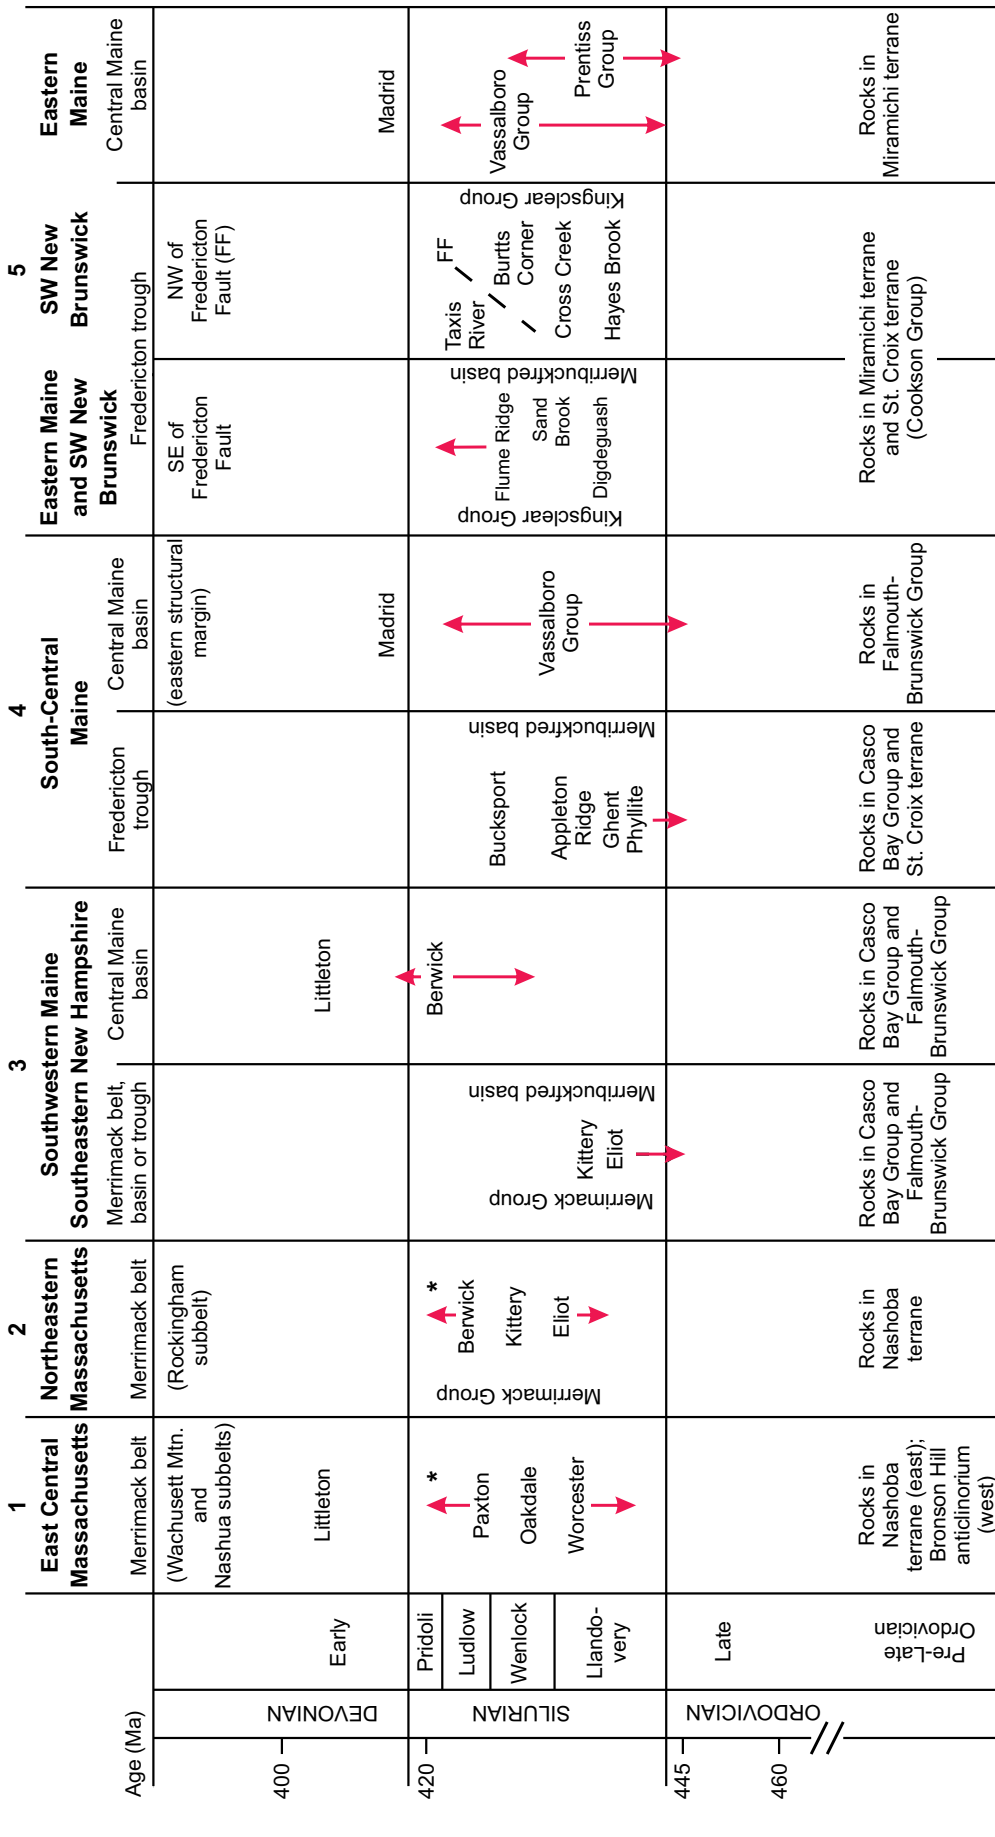 1
East Central
Massachusetts
2
Northeastern
Massachusetts
3
Southwestern Maine
Southeastern New Hampshire
4
South-Central
Maine
Eastern Maine
and SW New
Brunswick
5
SW New
Brunswick
Eastern
Maine
Age (Ma)
Merrimack belt
Merrimack belt
Merrimack belt,
basin or trough
Central Maine
basin
Fredericton
trough
Central Maine
basin
Fredericton trough
Central Maine
basin
(Wachusett Mtn.
and
Nashua subbelts)
(Rockingham
subbelt)
(eastern structural
margin)
SE of
Fredericton
Fault
NW of
Fredericton
Fault (FF)
400
420
445
460
DEVONIAN
SILURIAN
ORDOVICIAN
Early
Pridoli
Ludlow
Wenlock
Llando-
very
Late
Pre-Late
Ordovician
Littleton
*
Paxton
Oakdale
Worcester
Rocks in
Nashoba
terrane (east);
Bronson Hill
anticlinorium
(west)
*
Merrimack Group
Berwick
Kittery
Eliot
Rocks in
Nashoba
terrane
Merrimack Group
Kittery
Eliot
Merribuckfred basin
Rocks in Casco
Bay Group and
Falmouth-
Brunswick Group
Littleton
Berwick
Rocks in Casco
Bay Group and
Falmouth-
Brunswick Group
Bucksport
Appleton
Ridge
Ghent
Phyllite
Merribuckfred basin
Rocks in Casco
Bay Group and
St. Croix terrane
Madrid
Vassalboro
Group
Rocks in
Falmouth-
Brunswick Group
Kingsclear Group
Flume Ridge
Sand
Brook
Digdeguash
Merribuckfred basin
Taxis
River
FF
Burtts
Corner
Cross Creek
Hayes Brook
Kingsclear Group
Rocks in Miramichi terrane
and St. Croix terrane
(Cookson Group)
Madrid
Vassalboro
Group
Prentiss
Group
Rocks in
Miramichi terrane